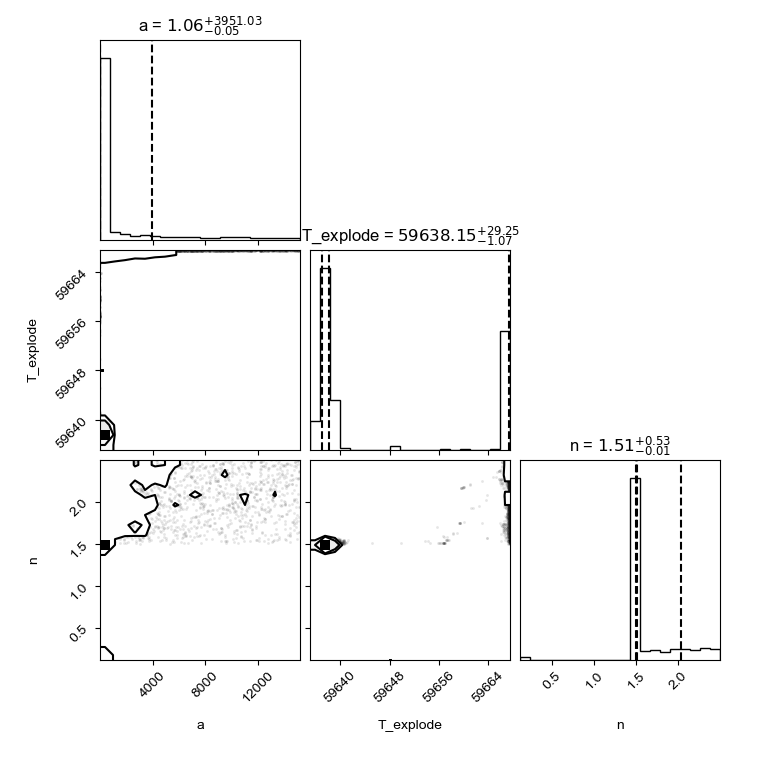 a = 1.06+3951.03 −0.05
T_explode = 59638.15+29.25 −1.07
59664
59656
59648
59640
T_explode
n = 1.51+0.53 −0.01
2.0
1.5
1.0
0.5
n
4000 8000 12000
59640 59648 59656 59664
0.5 1.0 1.5 2.0
a T_explode n